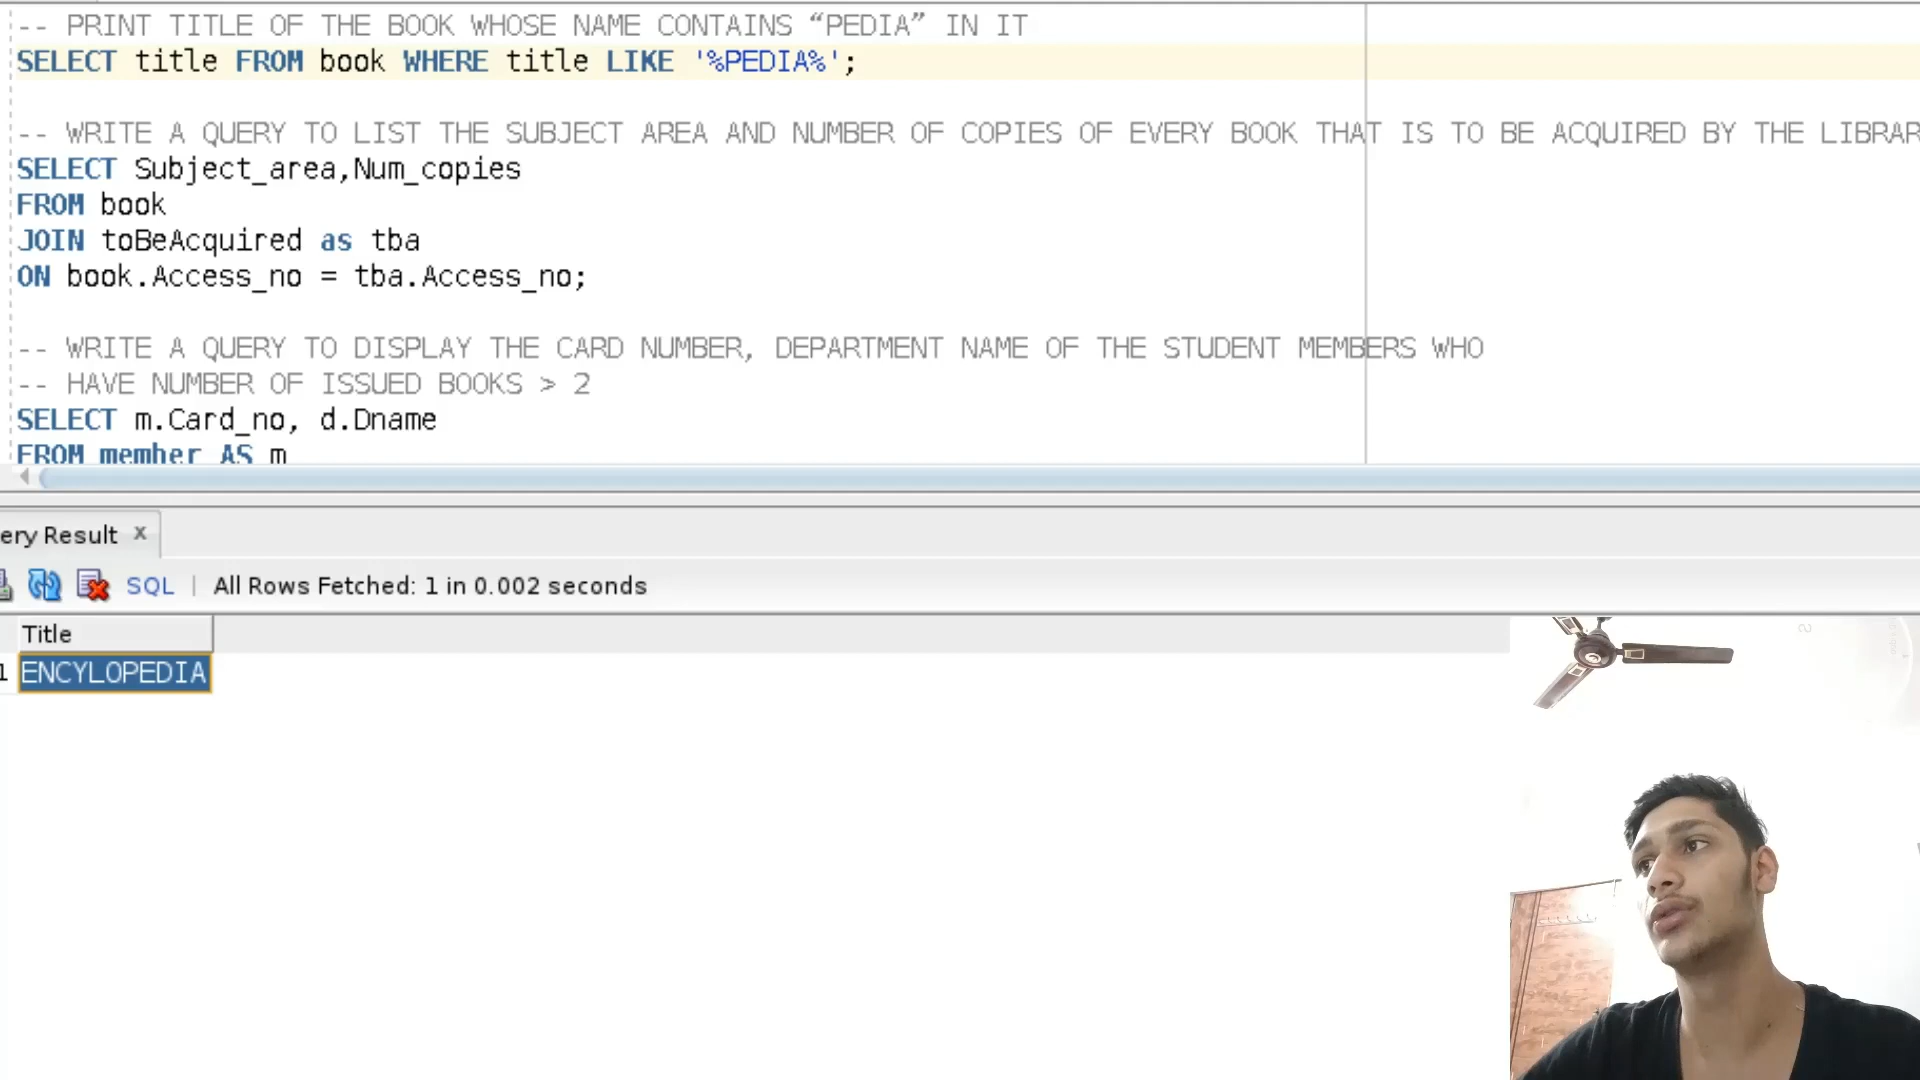 -- PRINT TITLE OF THE BOOK WHOSE NAME CONTAINS “PEDIA” IN IT
SELECT title FROM book WHERE title LIKE '%PEDIA%';
-- WRITE A QUERY TO LIST THE SUBJECT AREA AND NUMBER OF COPIES OF EVERY BOOK THAT IS TO BE ACQUIRED BY THE LIBRAR
SELECT Subject_area,Num_copies
FROM book
JOIN toBeAcquired as tba
ON book.Access_no = tba.Access_no;
-- WRITE A QUERY TO DISPLAY THE CARD NUMBER, DEPARTMENT NAME OF THE STUDENT MEMBERS WHO
-- HAVE NUMBER OF ISSUED BOOKS > 2
SELECT m.Card_no, d.Dname
FROM member AS m
ery Result x
SQL | All Rows Fetched: 1 in 0.002 seconds
Title
1 ENCYLOPEDIA